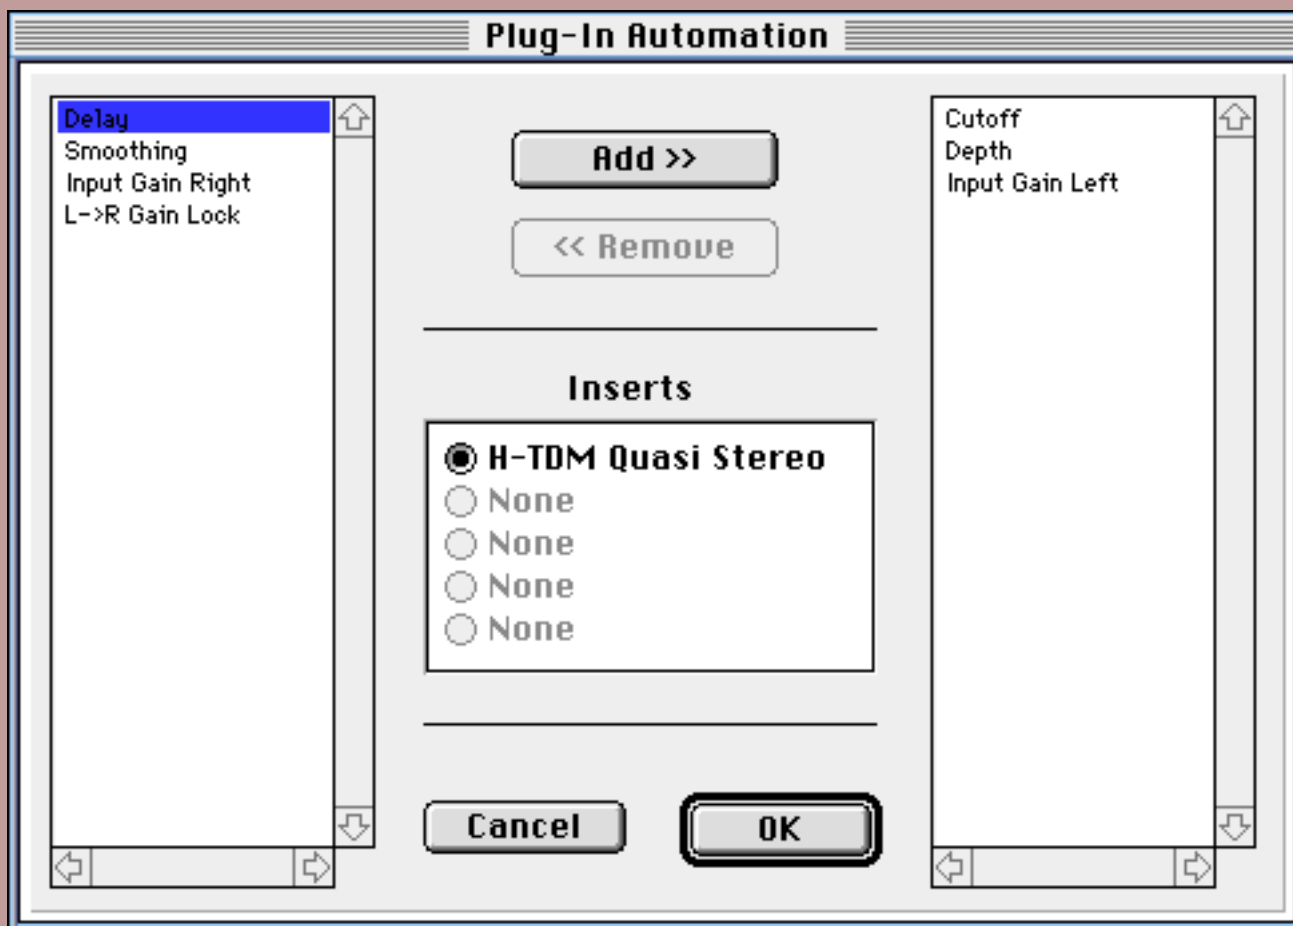 Plug-In Automation
Delay
Smoothing
Input Gain Right
L->R Gain Lock
Add >>
<< Remove
Inserts
H-TDM Quasi Stereo
None
None
None
None
Cancel
OK
Cutoff
Depth
Input Gain Left